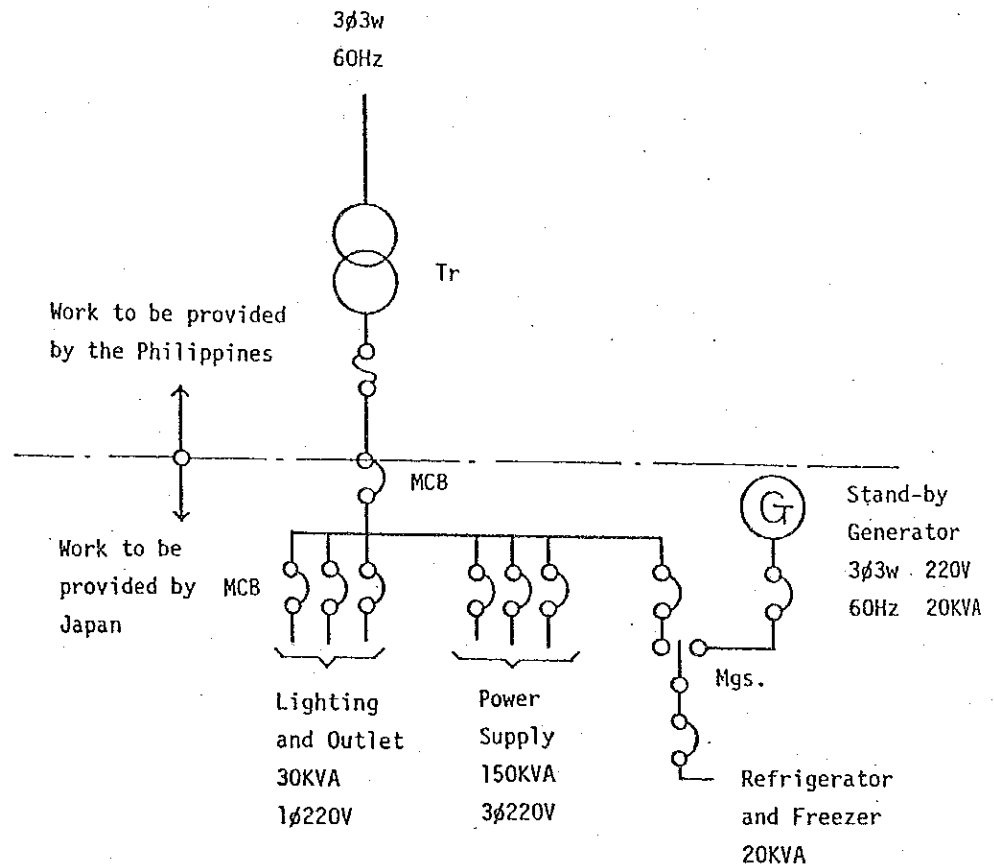 3ø3w
60Hz
Tr
Work to be provided
by the Philippines
MCB
Work to be
provided by
Japan
MCB
G
Stand-by
Generator
3ø3w 220V
60Hz 20KVA
Mgs.
Lighting
and Outlet
30KVA
1ø220V
Power
Supply
150KVA
3ø220V
Refrigerator
and Freezer
20KVA